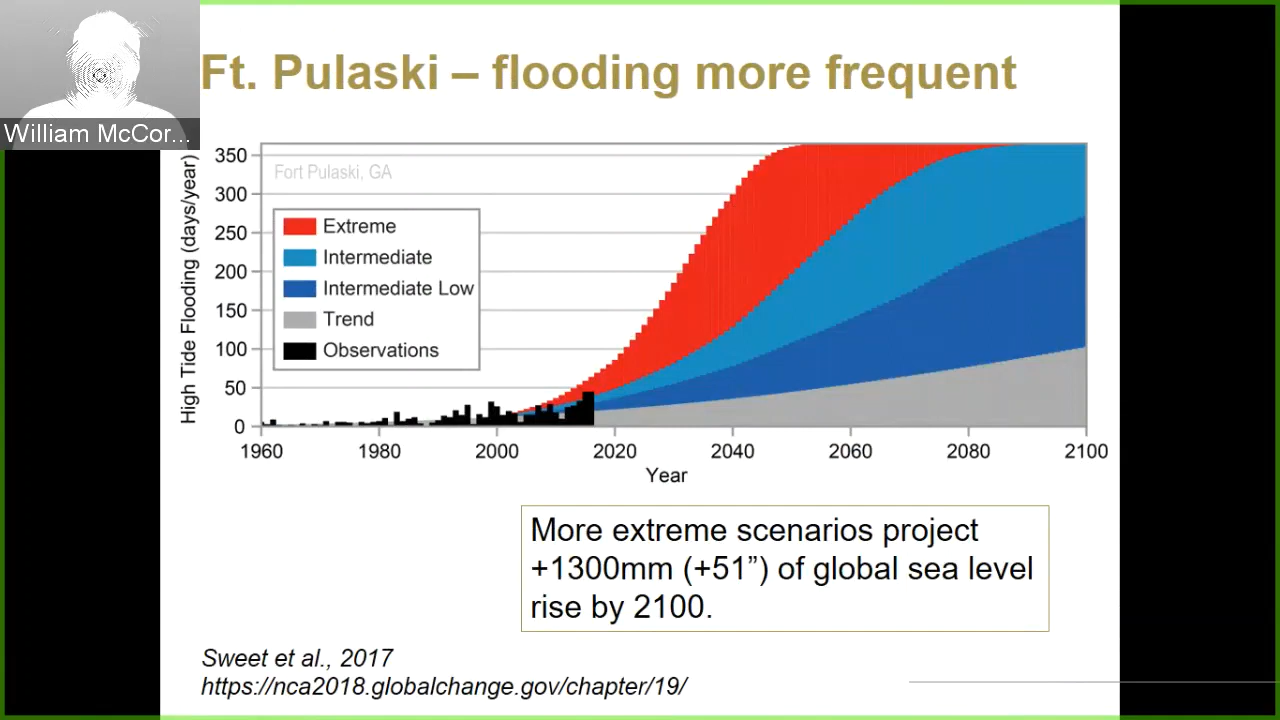 William McCor...
Ft. Pulaski – flooding more frequent
High Tide Flooding (days/year)
350
300
250
200
150
100
50
0
Fort Pulaski, GA
Extreme
Intermediate
Intermediate Low
Trend
Observations
1960 1980 2000 2020 2040 2060 2080 2100
Year
More extreme scenarios project
+1300mm (+51”) of global sea level
rise by 2100.
Sweet et al., 2017
https://nca2018.globalchange.gov/chapter/19/